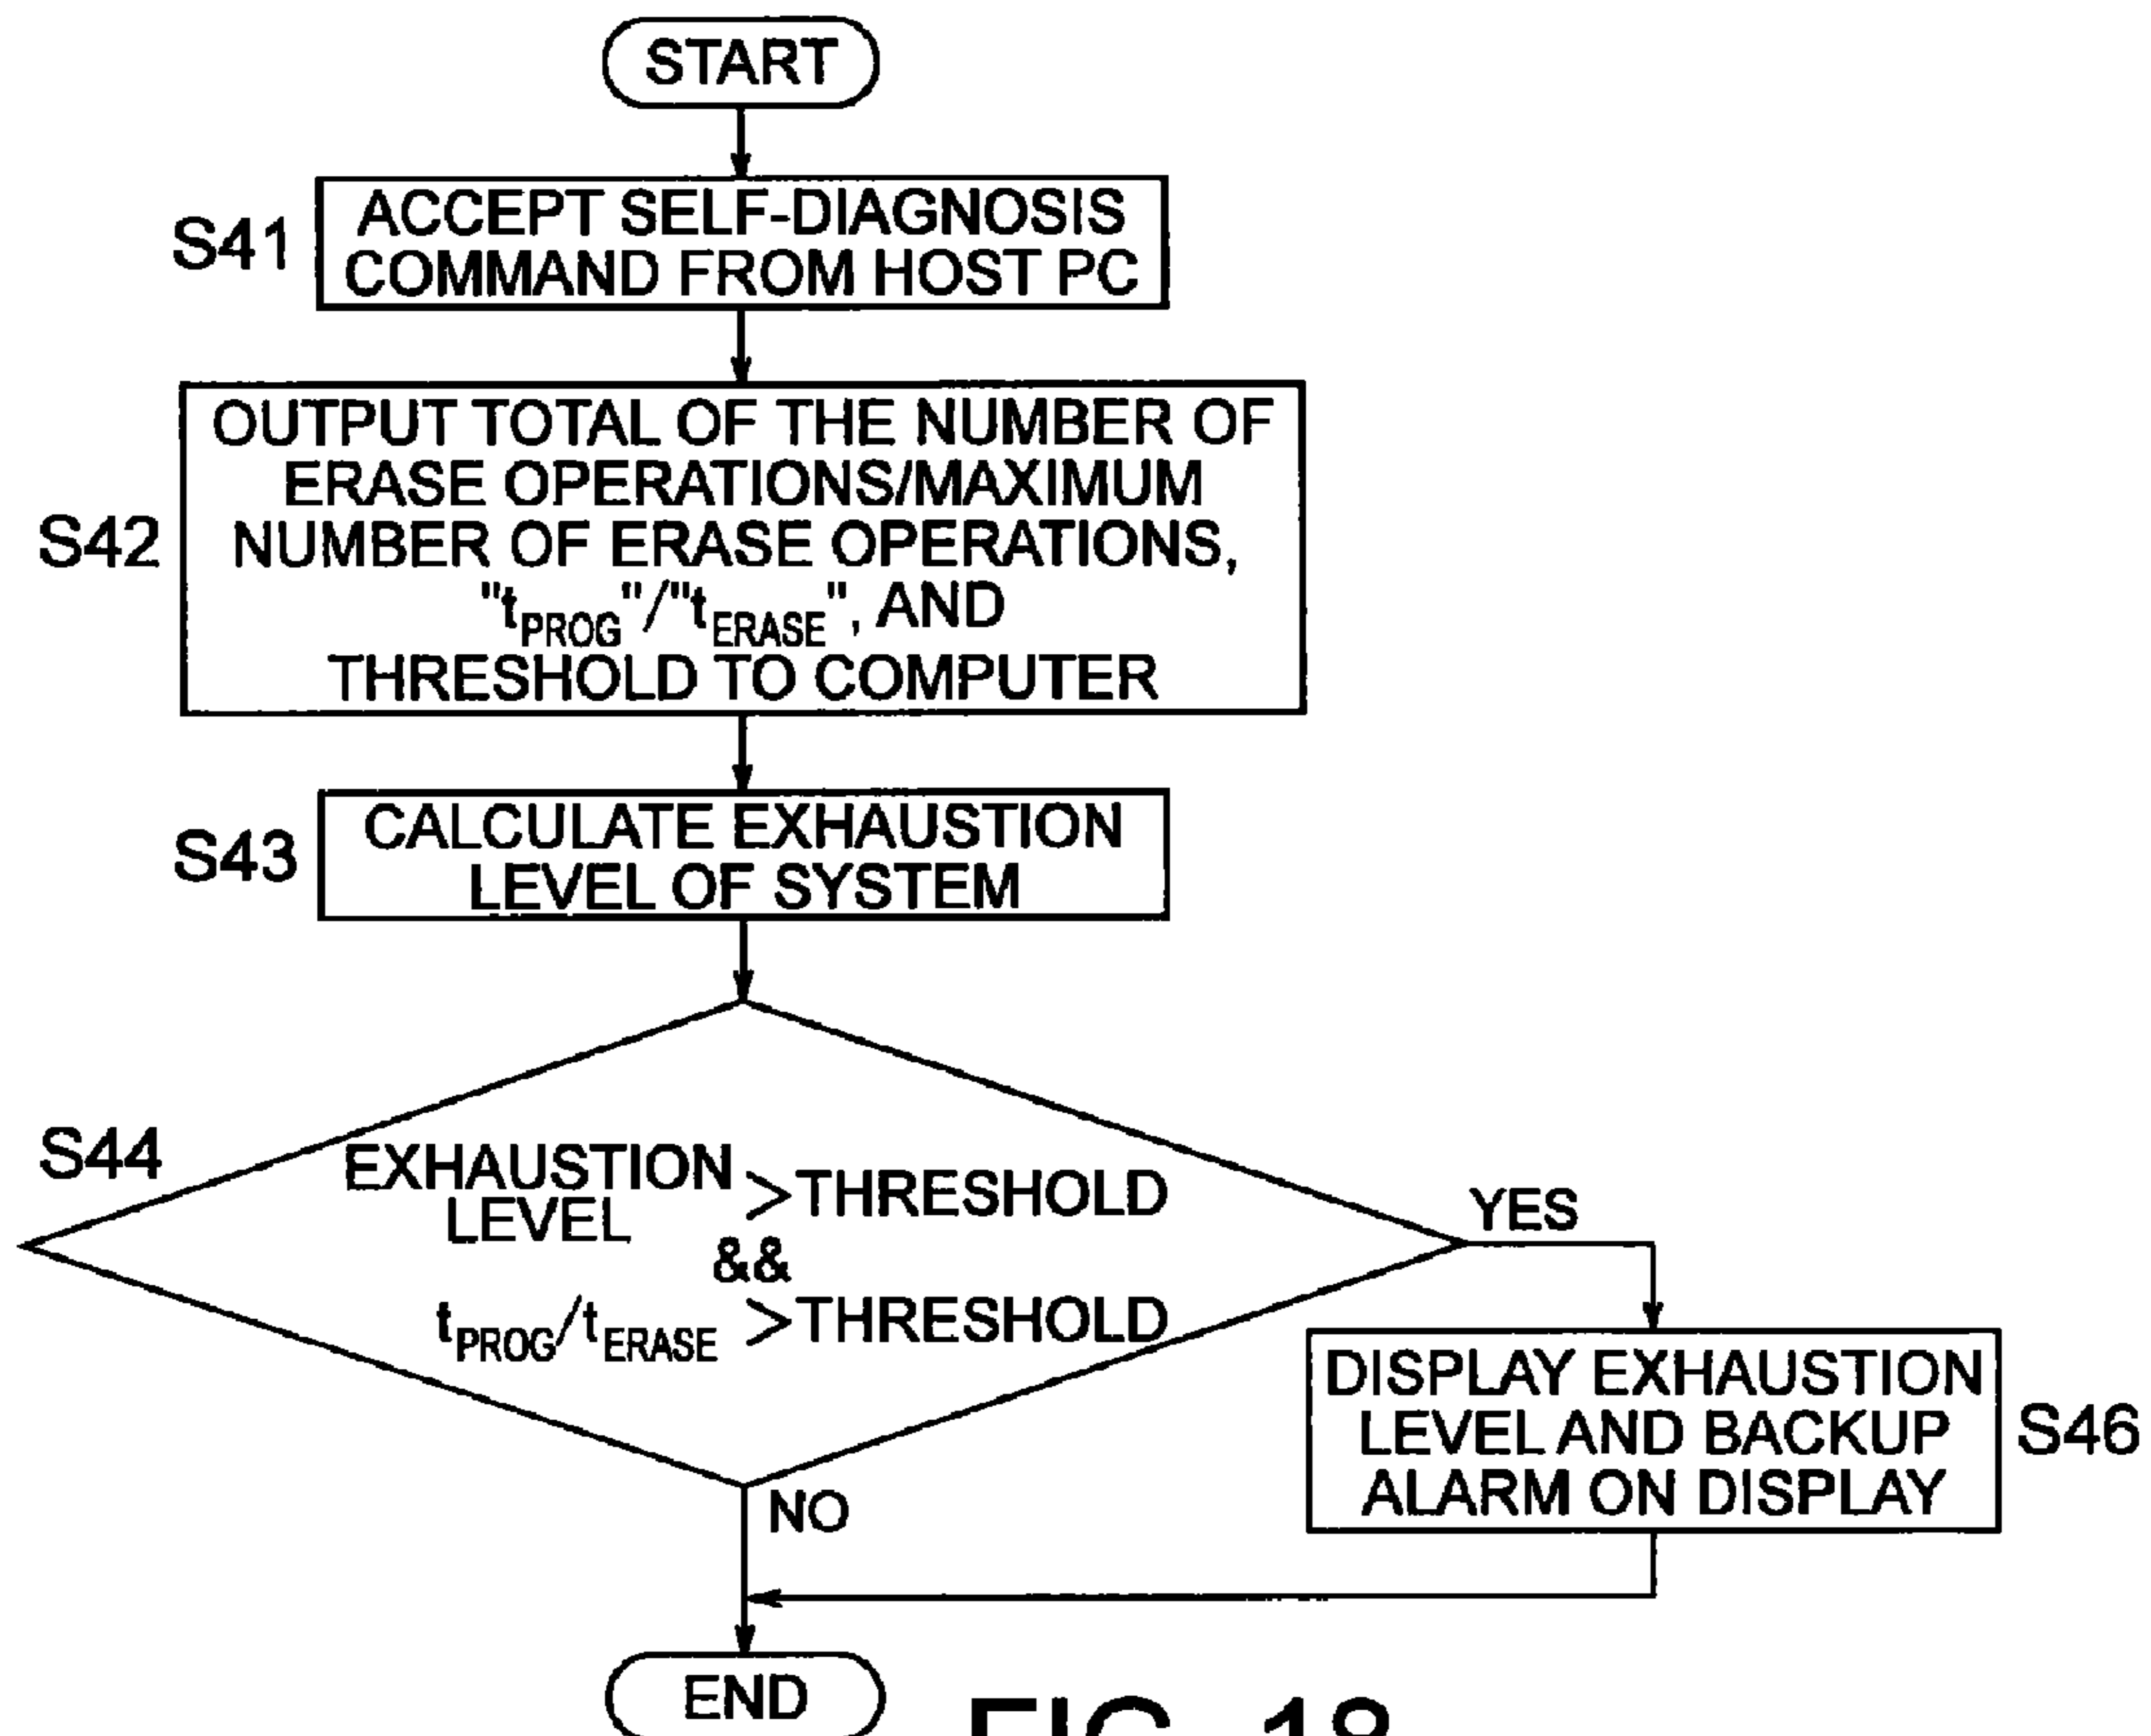 START
S41
ACCEPT SELF-DIAGNOSIS
COMMAND FROM HOST PC
S42
OUTPUT TOTAL OF THE NUMBER OF
ERASE OPERATIONS/MAXIMUM
NUMBER OF ERASE OPERATIONS,
"tPROG"/"tERASE", AND
THRESHOLD TO COMPUTER
S43
CALCULATE EXHAUSTION
LEVEL OF SYSTEM
S44
EXHAUSTION
LEVEL
>THRESHOLD
&&
tPROG/tERASE >THRESHOLD
YES
DISPLAY EXHAUSTION
LEVEL AND BACKUP
ALARM ON DISPLAY
S46
NO
END
FIG. 18